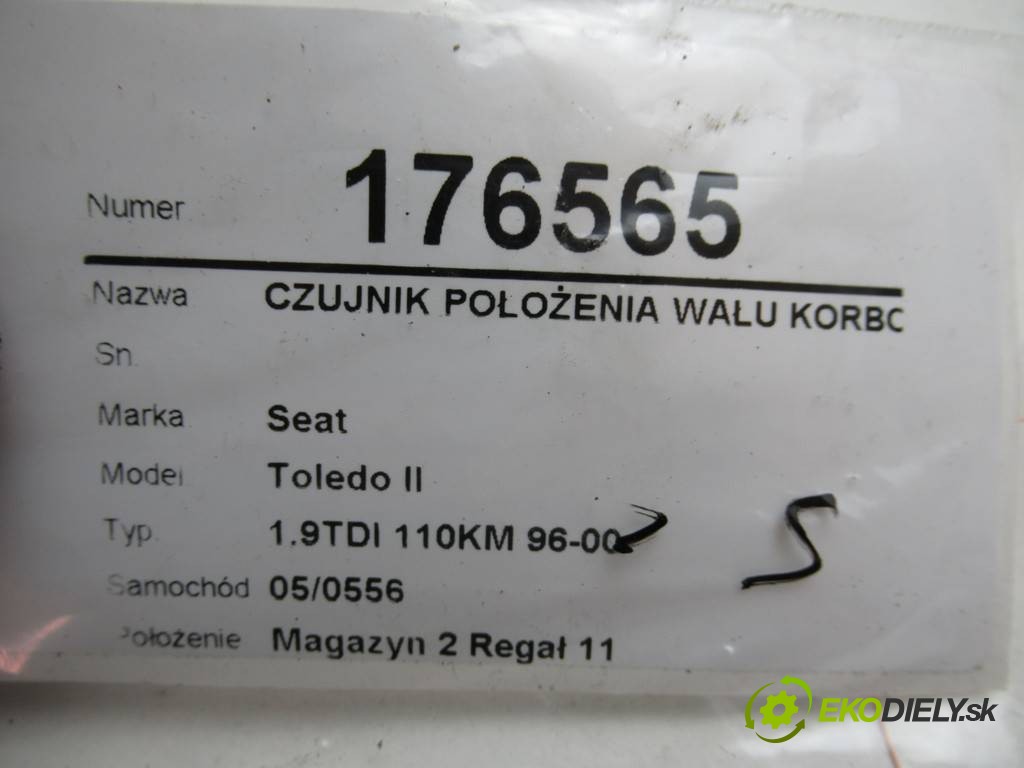 Numer 176565
Nazwa CZUJNIK POŁOŻENIA WAŁU KORBO
Sn.
Marka Seat
Model Toledo II
Typ. 1.9TDI 110KM 96-00
S
Samochód 05/0556
Położenie Magazyn 2 Regał 11
EKODIELY.sk